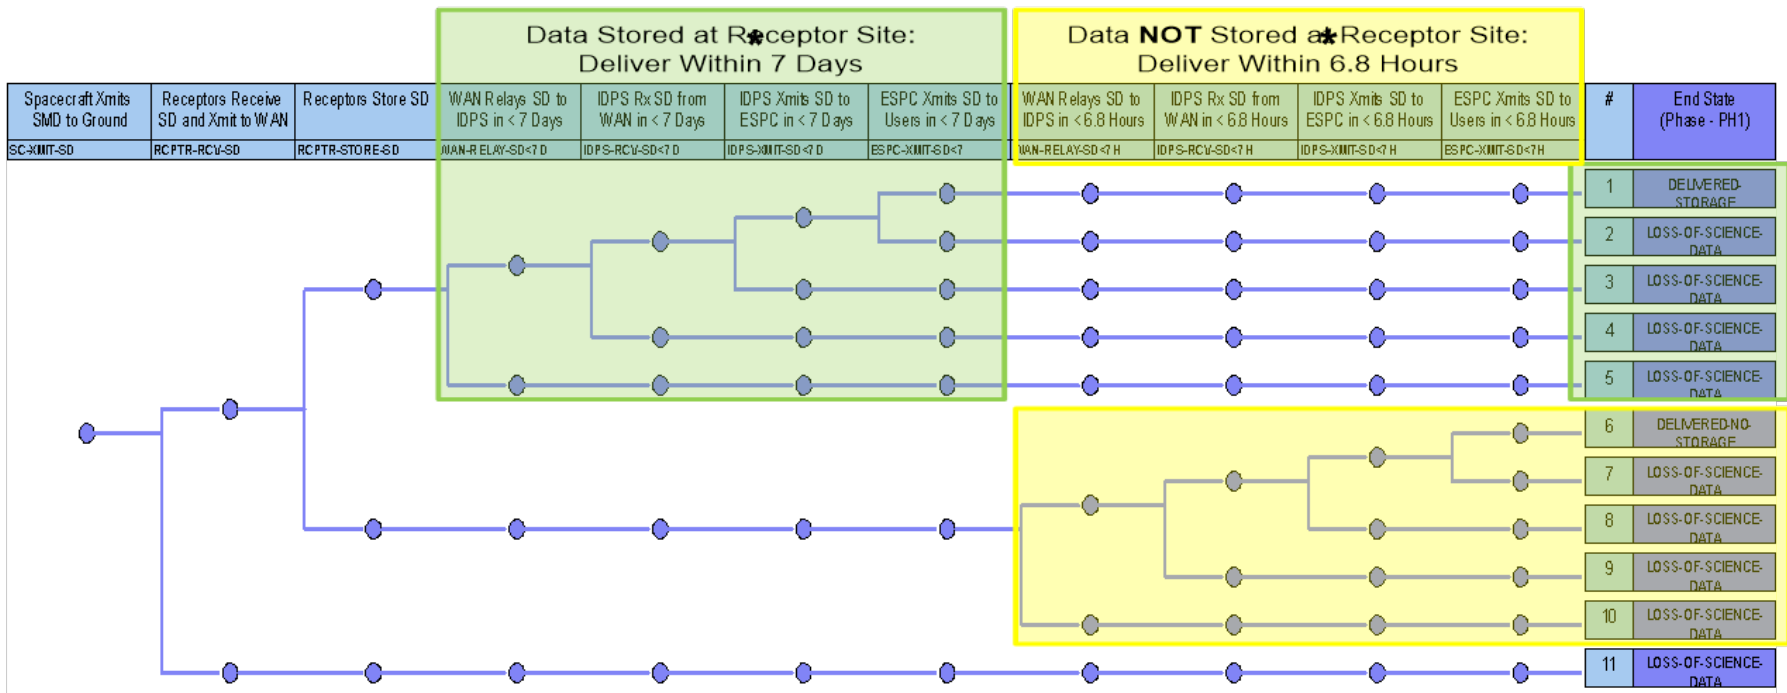 Data Stored at Receptor Site:
Deliver Within 7 Days
Data NOT Stored at Receptor Site:
Deliver Within 6.8 Hours
Spacecraft Xmits
SMD to Ground
Receptors Receive
SD and Xmit to WAN
Receptors Store SD
WAN Relays SD to
IDPS in < 7 Days
IDPS Rx SD from
WAN in < 7 Days
IDPS Xmits SD to
ESPC in < 7 Days
ESPC Xmits SD to
Users in < 7 Days
WAN Relays SD to
IDPS in < 6.8 Hours
IDPS Rx SD from
WAN in < 6.8 Hours
IDPS Xmits SD to
ESPC in < 6.8 Hours
ESPC Xmits SD to
Users in < 6.8 Hours
#
End State
(Phase - PH1)
SC-XMIT-SD
RCPTR-RCV-SD
RCPTR-STORE-SD
WAN-RELAY-SD<7D
IDPS-RCV-SD<7D
IDPS-XMIT-SD<7D
ESPC-XMIT-SD<7
WAN-RELAY-SD<7H
IDPS-RCV-SD<7H
IDPS-XMIT-SD<7H
ESPC-XMIT-SD<7H
1
DELIVERED-
STORAGE
2
LOSS-OF-SCIENCE-
DATA
3
LOSS-OF-SCIENCE-
DATA
4
LOSS-OF-SCIENCE-
DATA
5
LOSS-OF-SCIENCE-
DATA
6
DELIVERED-NO-
STORAGE
7
LOSS-OF-SCIENCE-
DATA
8
LOSS-OF-SCIENCE-
DATA
9
LOSS-OF-SCIENCE-
DATA
10
LOSS-OF-SCIENCE-
DATA
11
LOSS-OF-SCIENCE-
DATA